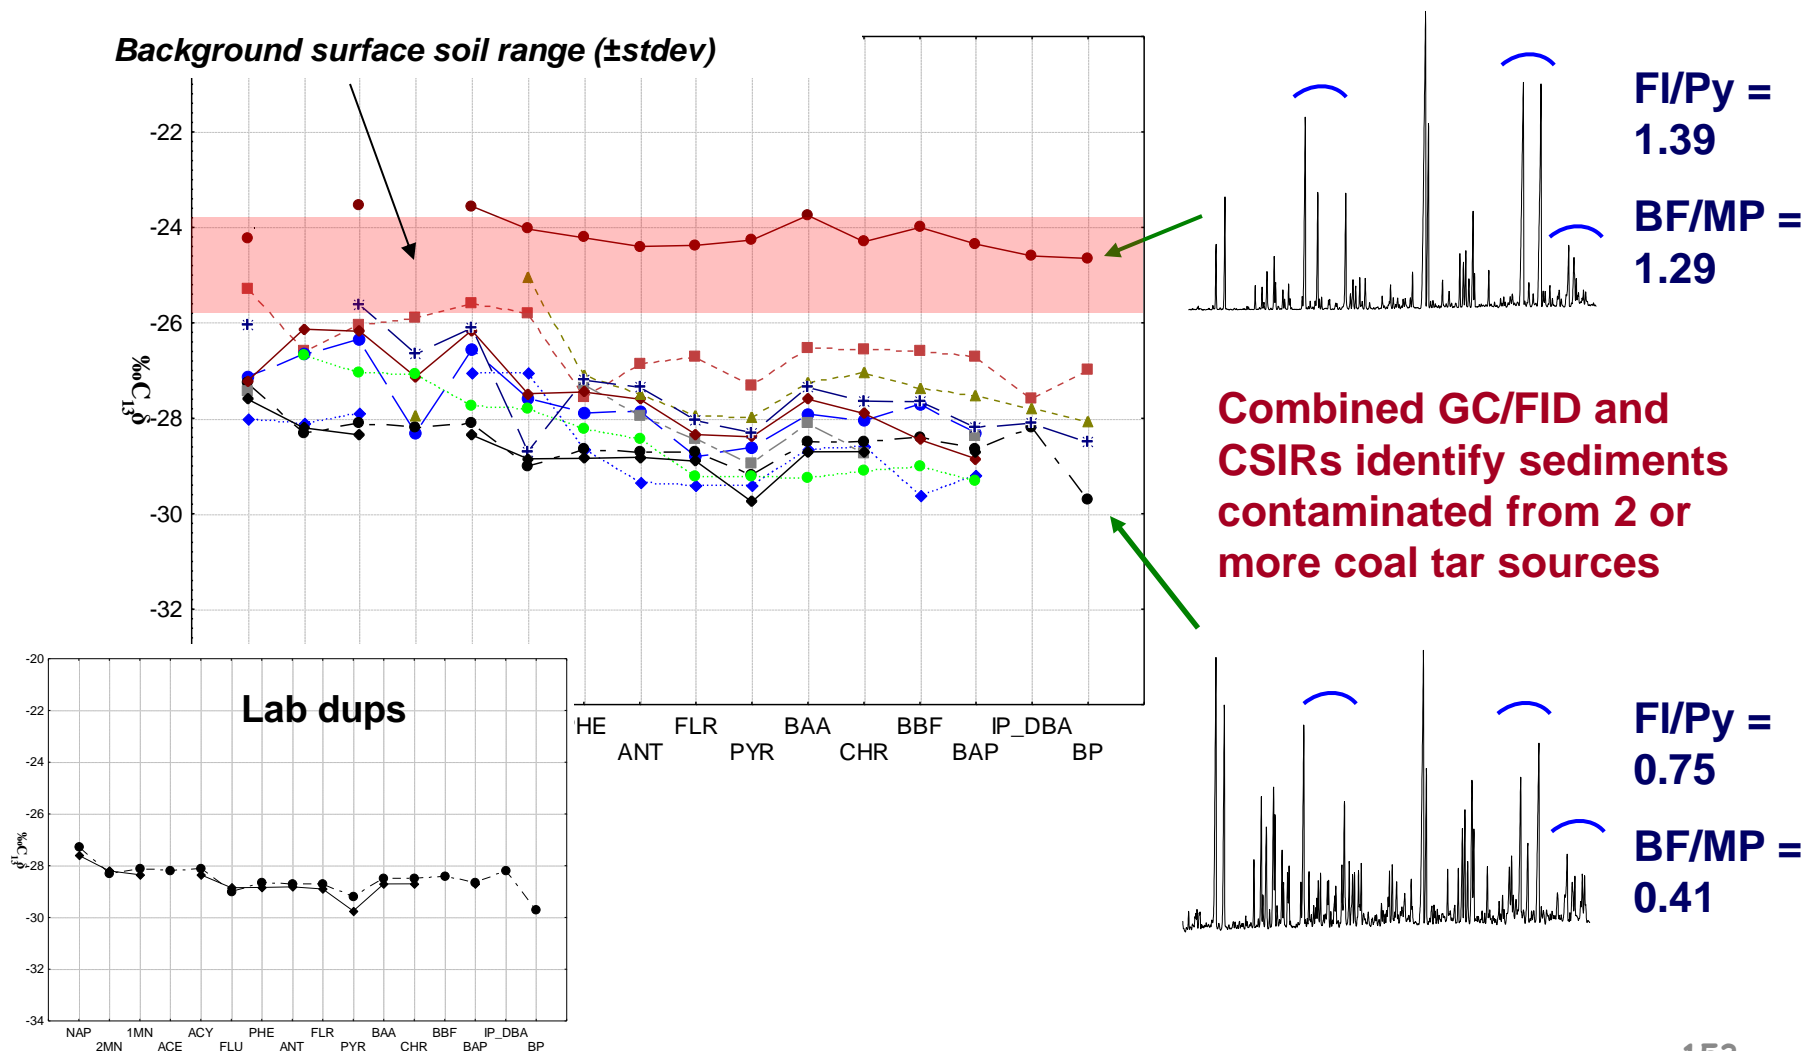 Background surface soil range (±stdev)
-22
-24
-26
-28
-30
-32
δ13C ‰
HE
ANT
FLR
PYR
BAA
CHR
BBF
BAP
IP_DBA
BP
Fl/Py =
1.39
BF/MP =
1.29
Combined GC/FID and
CSIRs identify sediments
contaminated from 2 or
more coal tar sources
Fl/Py =
0.75
BF/MP =
0.41
Lab dups
-20
-22
-24
-26
-28
-30
-32
-34
δ13C ‰
NAP
2MN
1MN
ACE
ACY
FLU
PHE
ANT
FLR
PYR
BAA
CHR
BBF
BAP
IP_DBA
BP